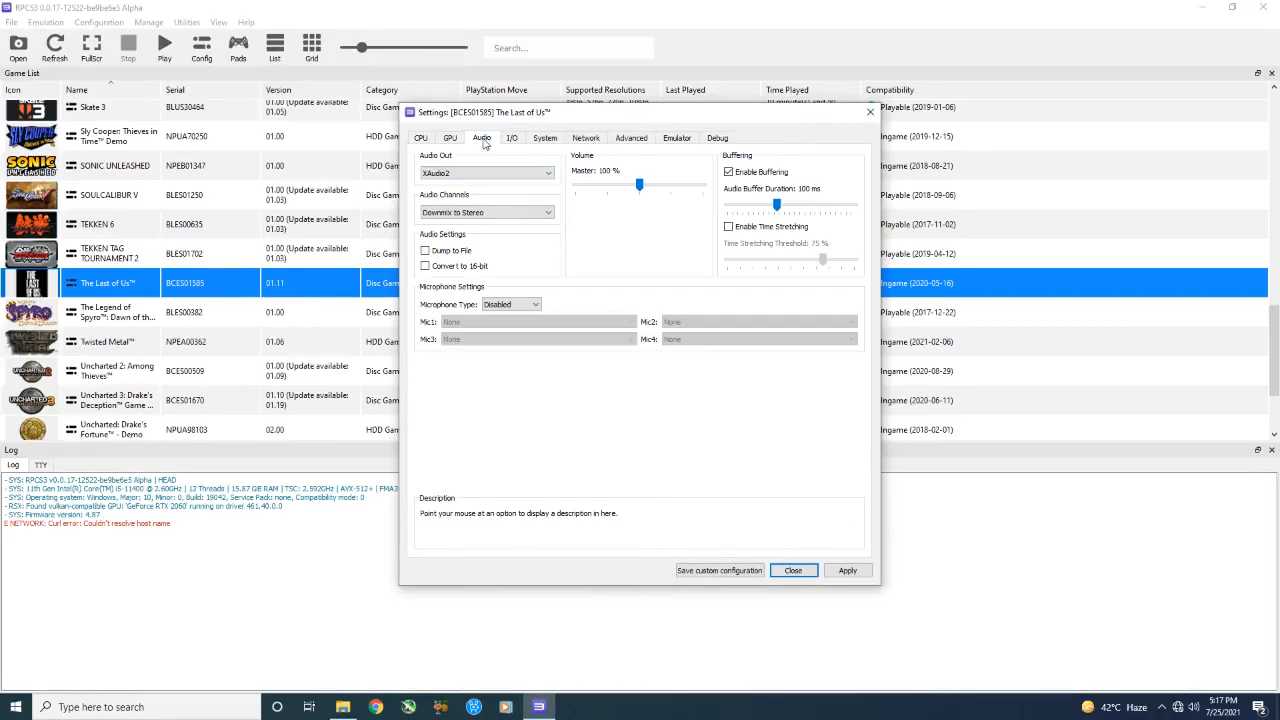 RPCS3 0.0.17-12522-be9be6e5 Alpha
File Emulation Configuration Manage Utilities View Help
Open Refresh FullScr Stop Play Config Pads List Grid Search...
Game List
Icon Name Serial Version Category PlayStation Move Supported Resolutions Last Played Time Played Compatibility
Skate 3 BLUS30464 01.00 (Update available: 01.05) Disc Gam Playable (2019-01-06)
Sly Cooper: Thieves in Time™ Demo NPUA70250 01.00 HDD Gam Playable (2019-12-15)
SONIC UNLEASHED NPEB01347 01.00 HDD Gam Playable (2018-08-21)
SOULCALIBUR V BLES01250 01.00 (Update available: 01.03) Disc Gam Playable (2018-09-06)
TEKKEN 6 BLES00635 01.00 (Update available: 01.03) Disc Gam Playable (2017-11-02)
TEKKEN TAG TOURNAMENT 2 BLES01702 01.00 (Update available: 01.03) Disc Gam Playable (2019-04-12)
The Last of Us™ BCES01585 01.11 Disc Gam Ingame (2020-05-16)
The Legend of Spyro™: Dawn of th... BLES00382 01.00 Disc Gam Playable (2017-12-22)
Twisted Metal™ NPEA00362 01.06 HDD Gam Playable (2021-02-06)
Uncharted 2: Among Thieves™ BCES00509 01.00 (Update available: 01.09) Disc Gam Ingame (2020-08-29)
Uncharted 3: Drake's Deception™ Game ... BCES01670 01.10 (Update available: 01.19) Disc Gam Ingame (2020-06-11)
Uncharted: Drake's Fortune™ - Demo NPUA98103 02.00 HDD Gam Ingame (2018-02-01)
Settings: [BCES01585] The Last of Us™
CPU GPU Audio I/O System Network Advanced Emulator Debug
Audio Out
XAudio2
Audio Channels
Downmix to Stereo
Audio Settings
Dump to File
Convert to 16-bit
Volume
Master: 100 %
Buffering
Enable Buffering
Audio Buffer Duration: 100 ms
Enable Time Stretching
Time Stretching Threshold: 75 %
Microphone Settings
Microphone Type: Disabled
Mic1: None Mic2: None
Mic3: None Mic4: None
Description
Point your mouse at an option to display a description in here.
Save custom configuration Close Apply
Log
Log TTY
- SYS: RPCS3 v0.0.17-12522-be9be6e5 Alpha | HEAD
- SYS: 11th Gen Intel(R) Core(TM) i5-11400 @ 2.60GHz | 12 Threads | 15.87 GiB RAM | TSC: 2.592GHz | AVX-512+ | FMA3
- SYS: Operating system: Windows, Major: 10, Minor: 0, Build: 19042, Service Pack: none, Compatibility mode: 0
- RSX: Found vulkan-compatible GPU: 'GeForce RTX 2060' running on driver 461.40.0.0
- SYS: Firmware version: 4.87
E NETWORK: Curl error: Couldn't resolve host name
Type here to search 42°C Haze 5:17 PM
7/25/2021